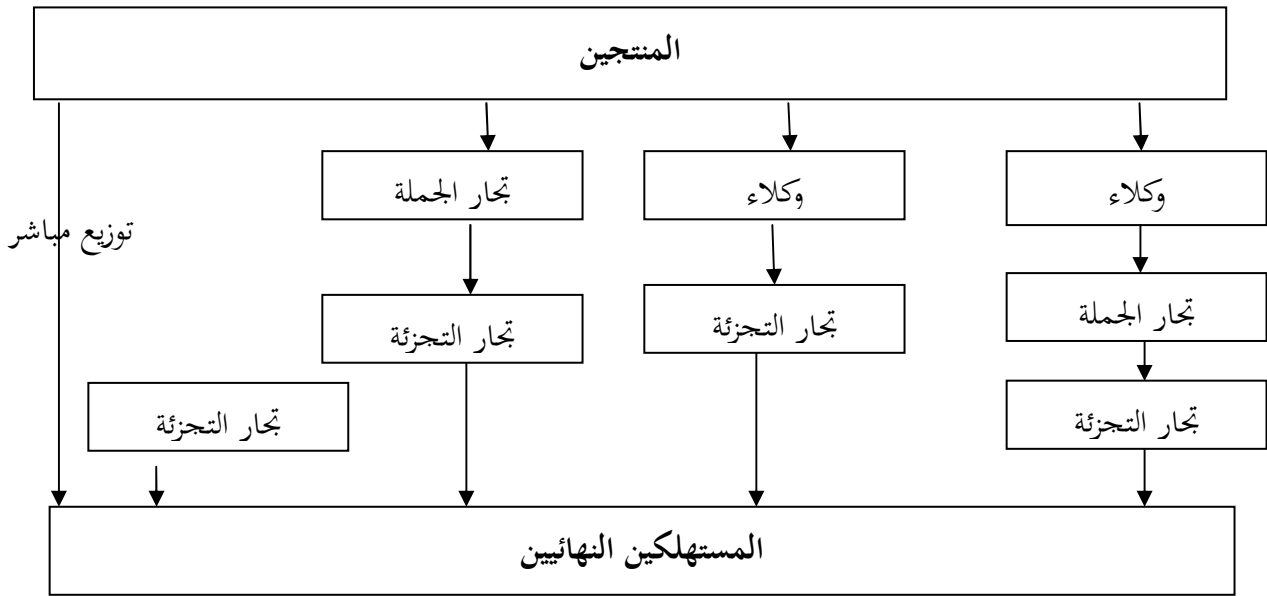 المنتجين
وكلاء
وكلاء
تجار الجملة
توزيع مباشر
تجار الجملة
تجار التجزئة
تجار التجزئة
تجار التجزئة
تجار التجزئة
المستهلكين النهائيين